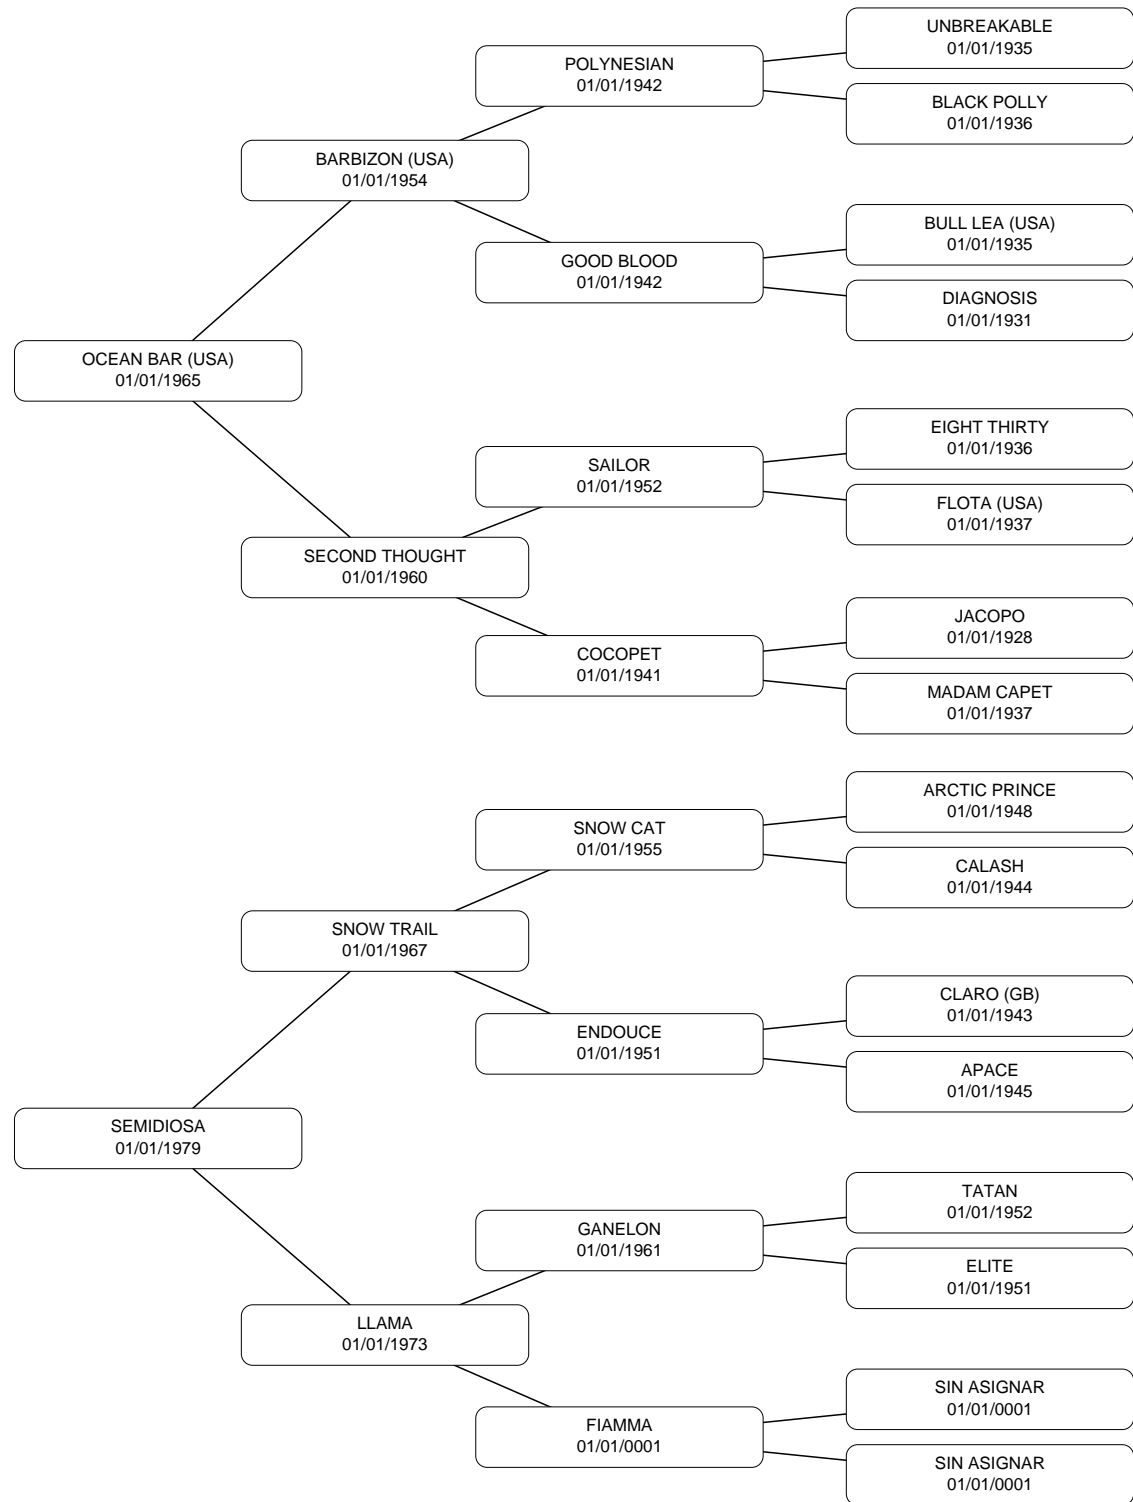 UNBREAKABLE
01/01/1935
POLYNESIAN
01/01/1942
BLACK POLLY
01/01/1936
BARBIZON (USA)
01/01/1954
BULL LEA (USA)
01/01/1935
GOOD BLOOD
01/01/1942
DIAGNOSIS
01/01/1931
OCEAN BAR (USA)
01/01/1965
EIGHT THIRTY
01/01/1936
SAILOR
01/01/1952
FLOTA (USA)
01/01/1937
SECOND THOUGHT
01/01/1960
JACOPO
01/01/1928
COCOPET
01/01/1941
MADAM CAPET
01/01/1937
ARCTIC PRINCE
01/01/1948
SNOW CAT
01/01/1955
CALASH
01/01/1944
SNOW TRAIL
01/01/1967
CLARO (GB)
01/01/1943
ENDOUCE
01/01/1951
APACE
01/01/1945
SEMIDIOSA
01/01/1979
TATAN
01/01/1952
GANELON
01/01/1961
ELITE
01/01/1951
LLAMA
01/01/1973
SIN ASIGNAR
01/01/0001
FIAMMA
01/01/0001
SIN ASIGNAR
01/01/0001